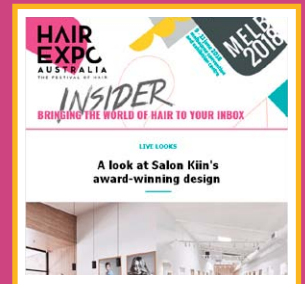 HAIR
EXPO
AUSTRALIA
THE FESTIVAL OF HAIR
MELB
2018
INSIDER
BRINGING THE WORLD OF HAIR TO YOUR INBOX
LIVE LOOKS
A look at Salon Kiin's
award-winning design